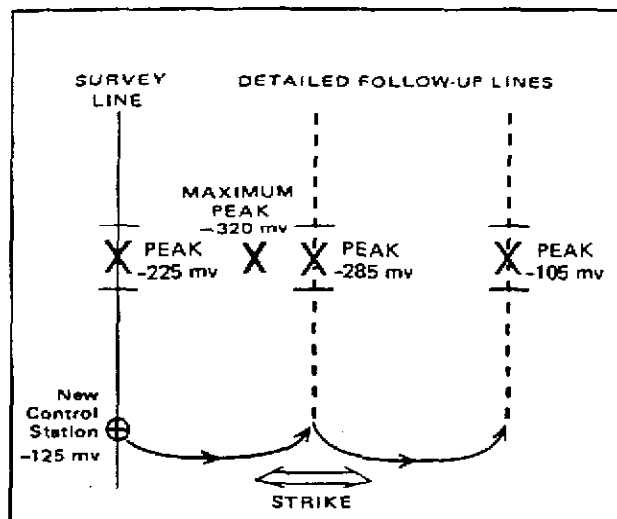 SURVEY
LINE
DETAILED FOLLOW-UP LINES
MAXIMUM
PEAK
-320 mv
PEAK
-225 mv
PEAK
-285 mv
PEAK
-105 mv
New
Control
Station
-125 mv
STRIKE